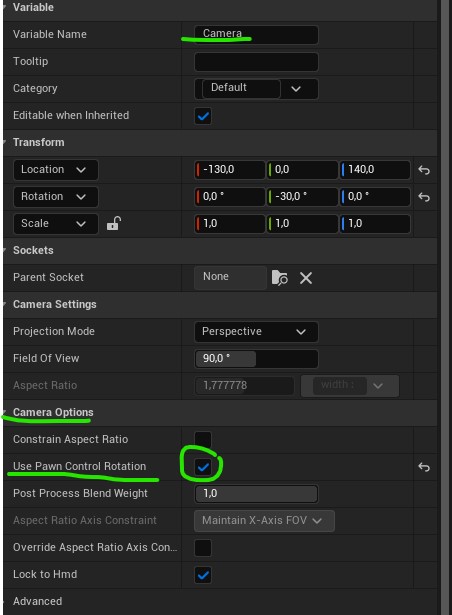 Variable
Variable Name Camera
Tooltip
Category Default
Editable when Inherited
Transform
Location -130,0 0,0 140,0
Rotation 0,0 ° -30,0 ° 0,0 °
Scale 1,0 1,0 1,0
Sockets
Parent Socket None
Camera Settings
Projection Mode Perspective
Field Of View 90,0 °
Aspect Ratio 1,777778 width :
Camera Options
Constrain Aspect Ratio
Use Pawn Control Rotation
Post Process Blend Weight 1,0
Aspect Ratio Axis Constraint Maintain X-Axis FOV
Override Aspect Ratio Axis Con...
Lock to Hmd
Advanced